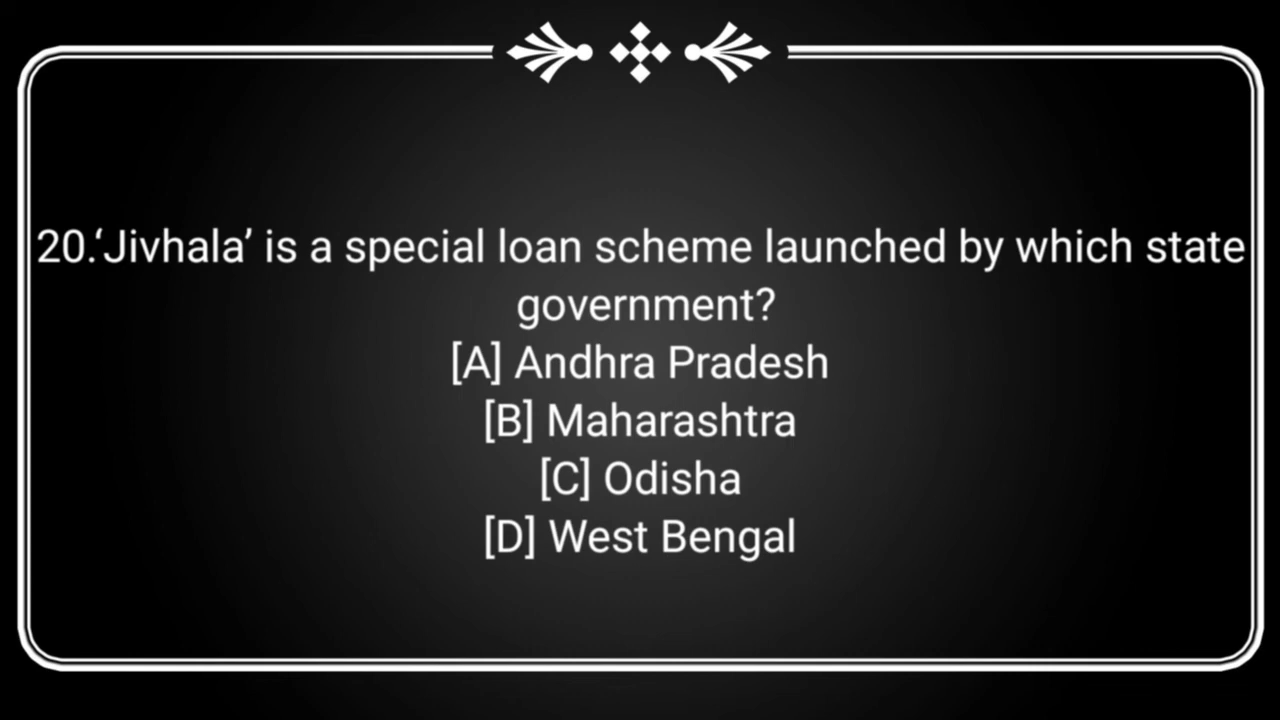 20.‘Jivhala’ is a special loan scheme launched by which state
government?
[A] Andhra Pradesh
[B] Maharashtra
[C] Odisha
[D] West Bengal